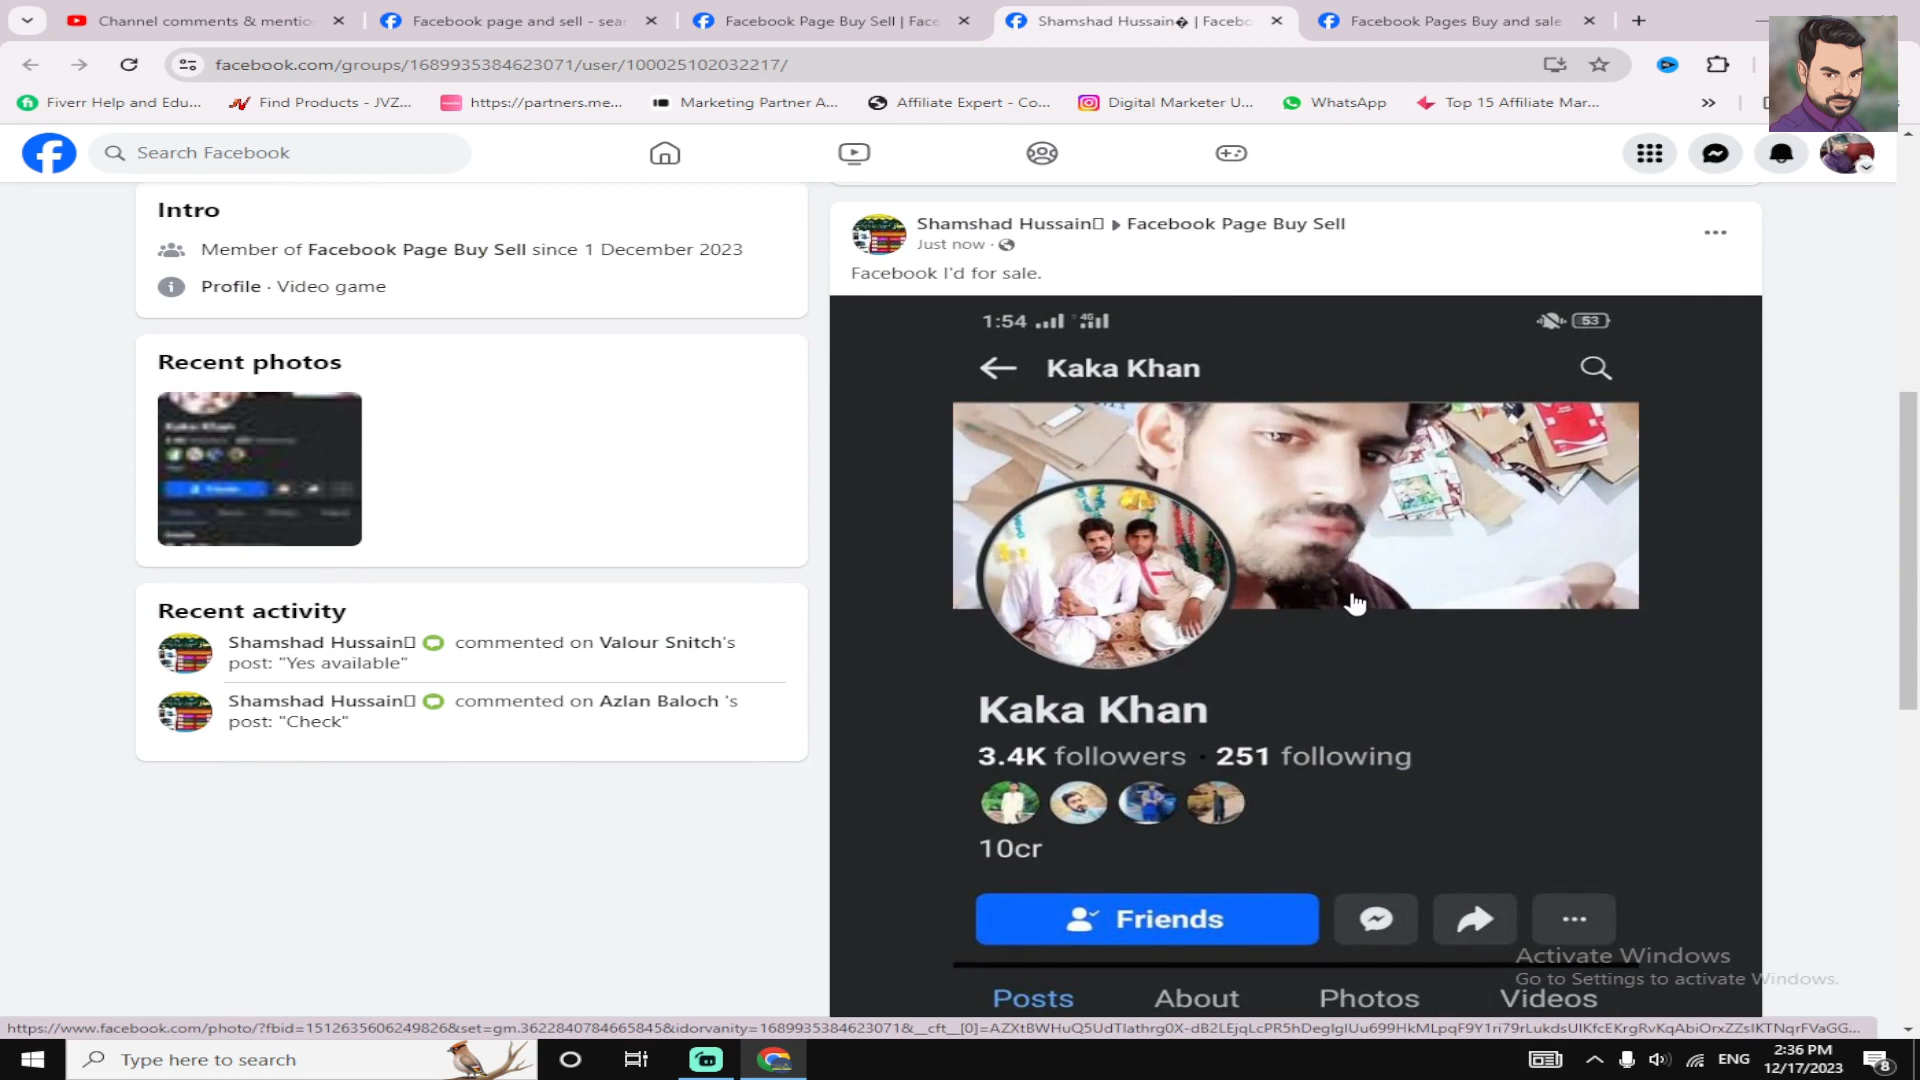 Channel comments & mentio
Facebook page and sell - sear
Facebook Page Buy Sell | Face
Shamshad Hussain� | Facebo
Facebook Pages Buy and sale
facebook.com/groups/1689935384623071/user/100025102032217/
Fiverr Help and Edu...
Find Products - JVZ...
https://partners.me...
Marketing Partner A...
Affiliate Expert - Co...
Digital Marketer U...
WhatsApp
Top 15 Affiliate Mar...
Search Facebook
Intro
Member of Facebook Page Buy Sell since 1 December 2023
Profile · Video game
Recent photos
Recent activity
Shamshad Hussain▯ commented on Valour Snitch's
post: "Yes available"
Shamshad Hussain▯ commented on Azlan Baloch 's
post: "Check"
Shamshad Hussain▯ ▸ Facebook Page Buy Sell
Just now ·
Facebook I'd for sale.
1:54 4G 53
Kaka Khan
Kaka Khan
3.4K followers · 251 following
10cr
Friends
Posts About Photos Videos
Activate Windows
Go to Settings to activate Windows.
Type here to search
ENG
2:36 PM
12/17/2023
8